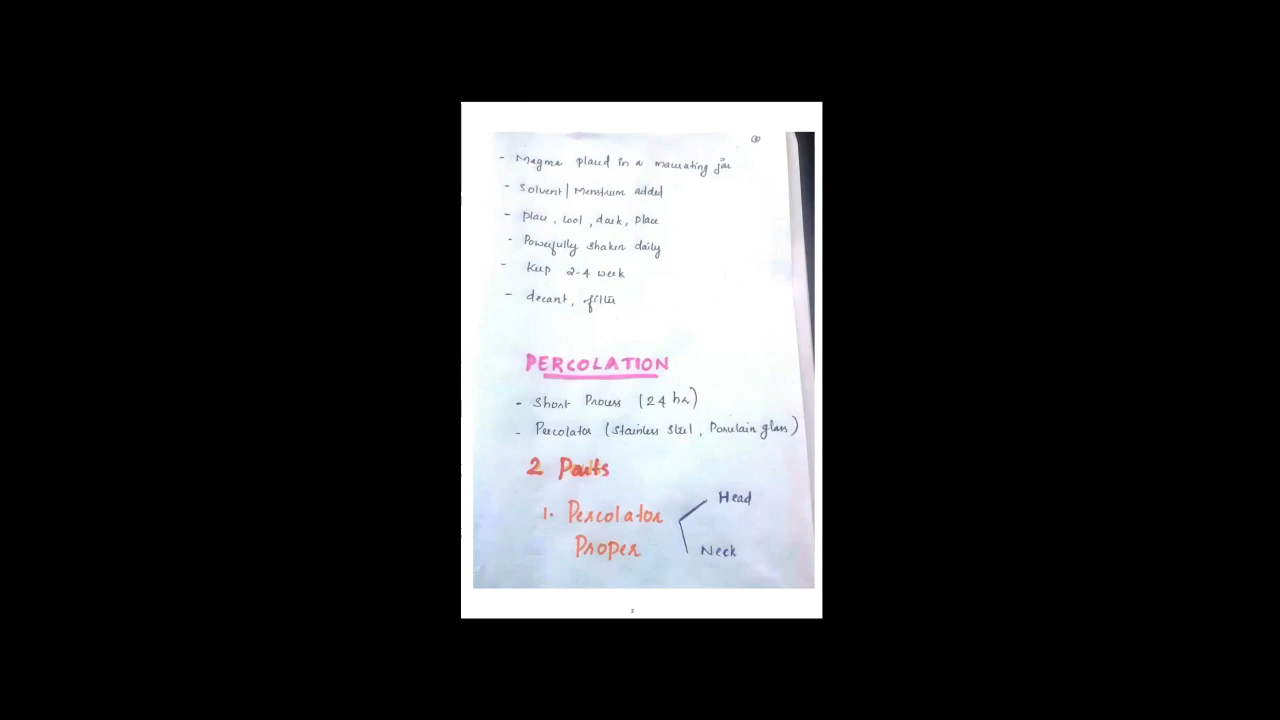 - Magma placed in a macerating jar
- Solvent/Menstrum added
- place, cool, dark, place
- Powerfully shaken daily
- Keep 2-4 week
- decant, filter
PERCOLATION
- Short Process (24 hr)
- Percolator (Stainless steel, Porcelain glass)
2 Parts
1. Percolator Head
Proper Neck
2